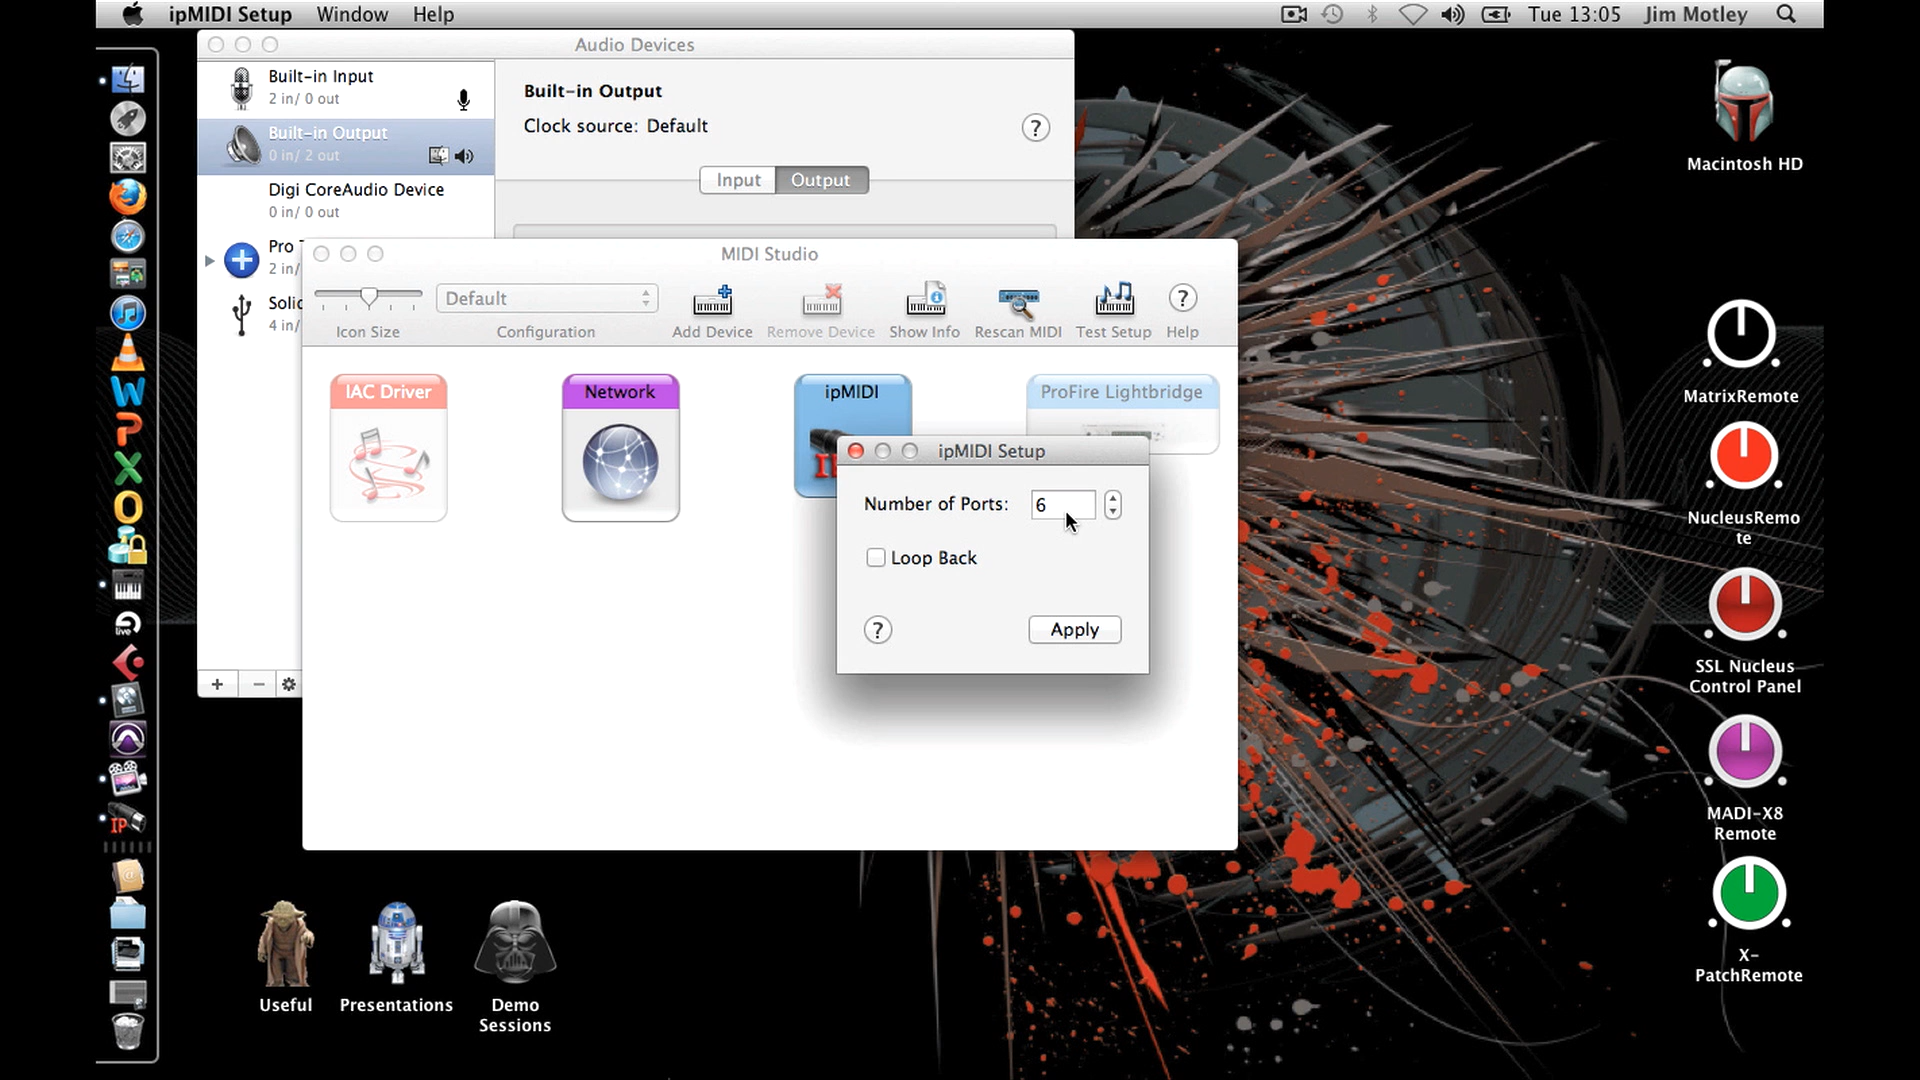 ipMIDI Setup Window Help
Tue 13:05 Jim Motley
Audio Devices
Built-in Input
2 in/ 0 out
Built-in Output
0 in/ 2 out
Digi CoreAudio Device
0 in/ 0 out
Pro
2 in/
Solid
4 in/
Built-in Output
Clock source: Default
?
Input Output
MIDI Studio
Default
?
Icon Size Configuration Add Device Remove Device Show Info Rescan MIDI Test Setup Help
IAC Driver
Network
ipMIDI
ProFire Lightbridge
ipMIDI Setup
Number of Ports: 6
Loop Back
? Apply
Macintosh HD
MatrixRemote
NucleusRemo
te
SSL Nucleus
Control Panel
MADI-X8
Remote
X-
PatchRemote
live
IP
Useful
Presentations
Demo
Sessions